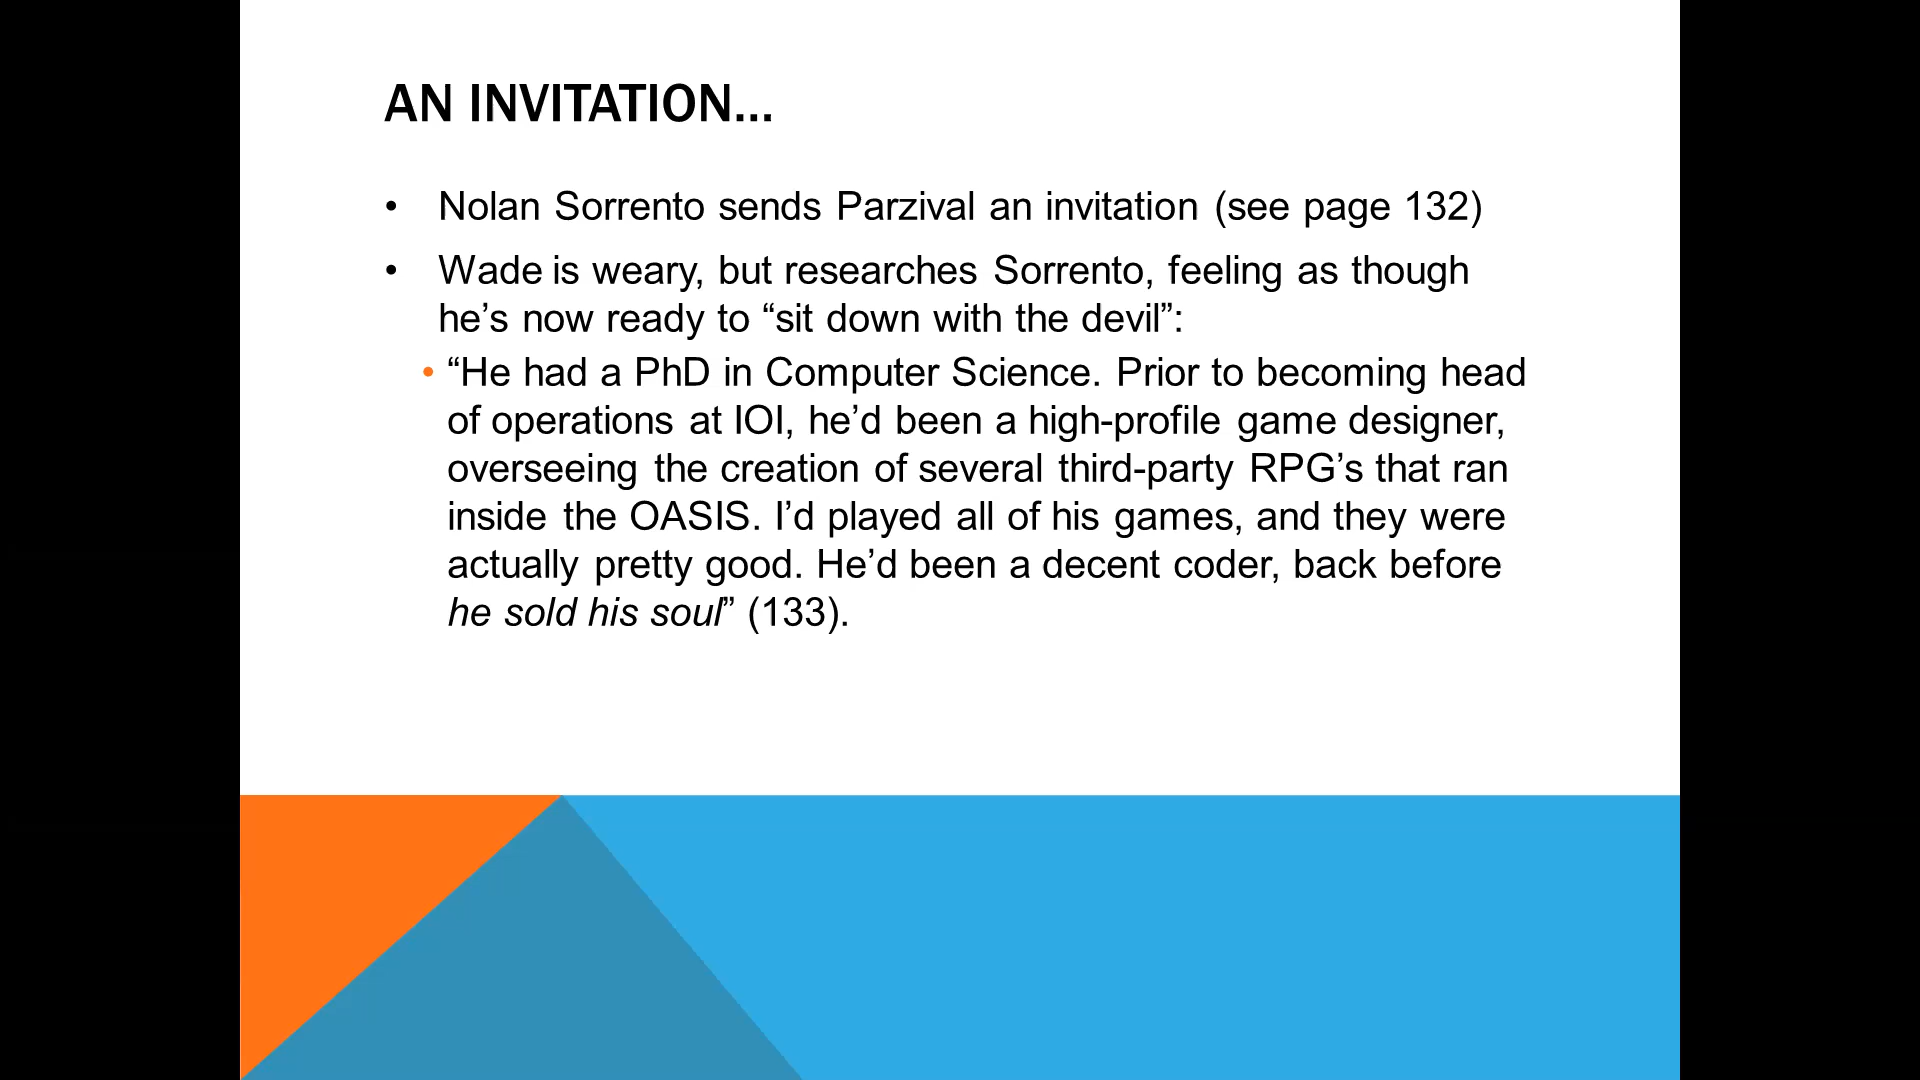 AN INVITATION...
• Nolan Sorrento sends Parzival an invitation (see page 132)
• Wade is weary, but researches Sorrento, feeling as though
he’s now ready to “sit down with the devil”:
• “He had a PhD in Computer Science. Prior to becoming head
of operations at IOI, he’d been a high-profile game designer,
overseeing the creation of several third-party RPG’s that ran
inside the OASIS. I’d played all of his games, and they were
actually pretty good. He’d been a decent coder, back before
he sold his soul” (133).